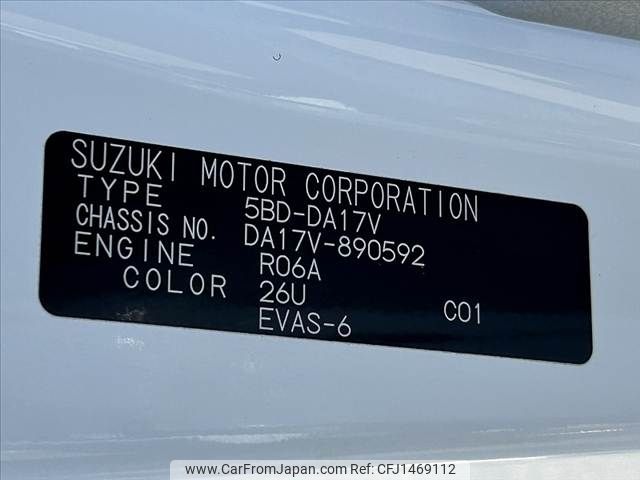 SUZUKI MOTOR CORPORATION
TYPE 5BD-DA17V
CHASSIS NO. DA17V-890592
ENGINE R06A
COLOR 26U C01
EVAS-6
www.CarFromJapan.com CFJ1469112